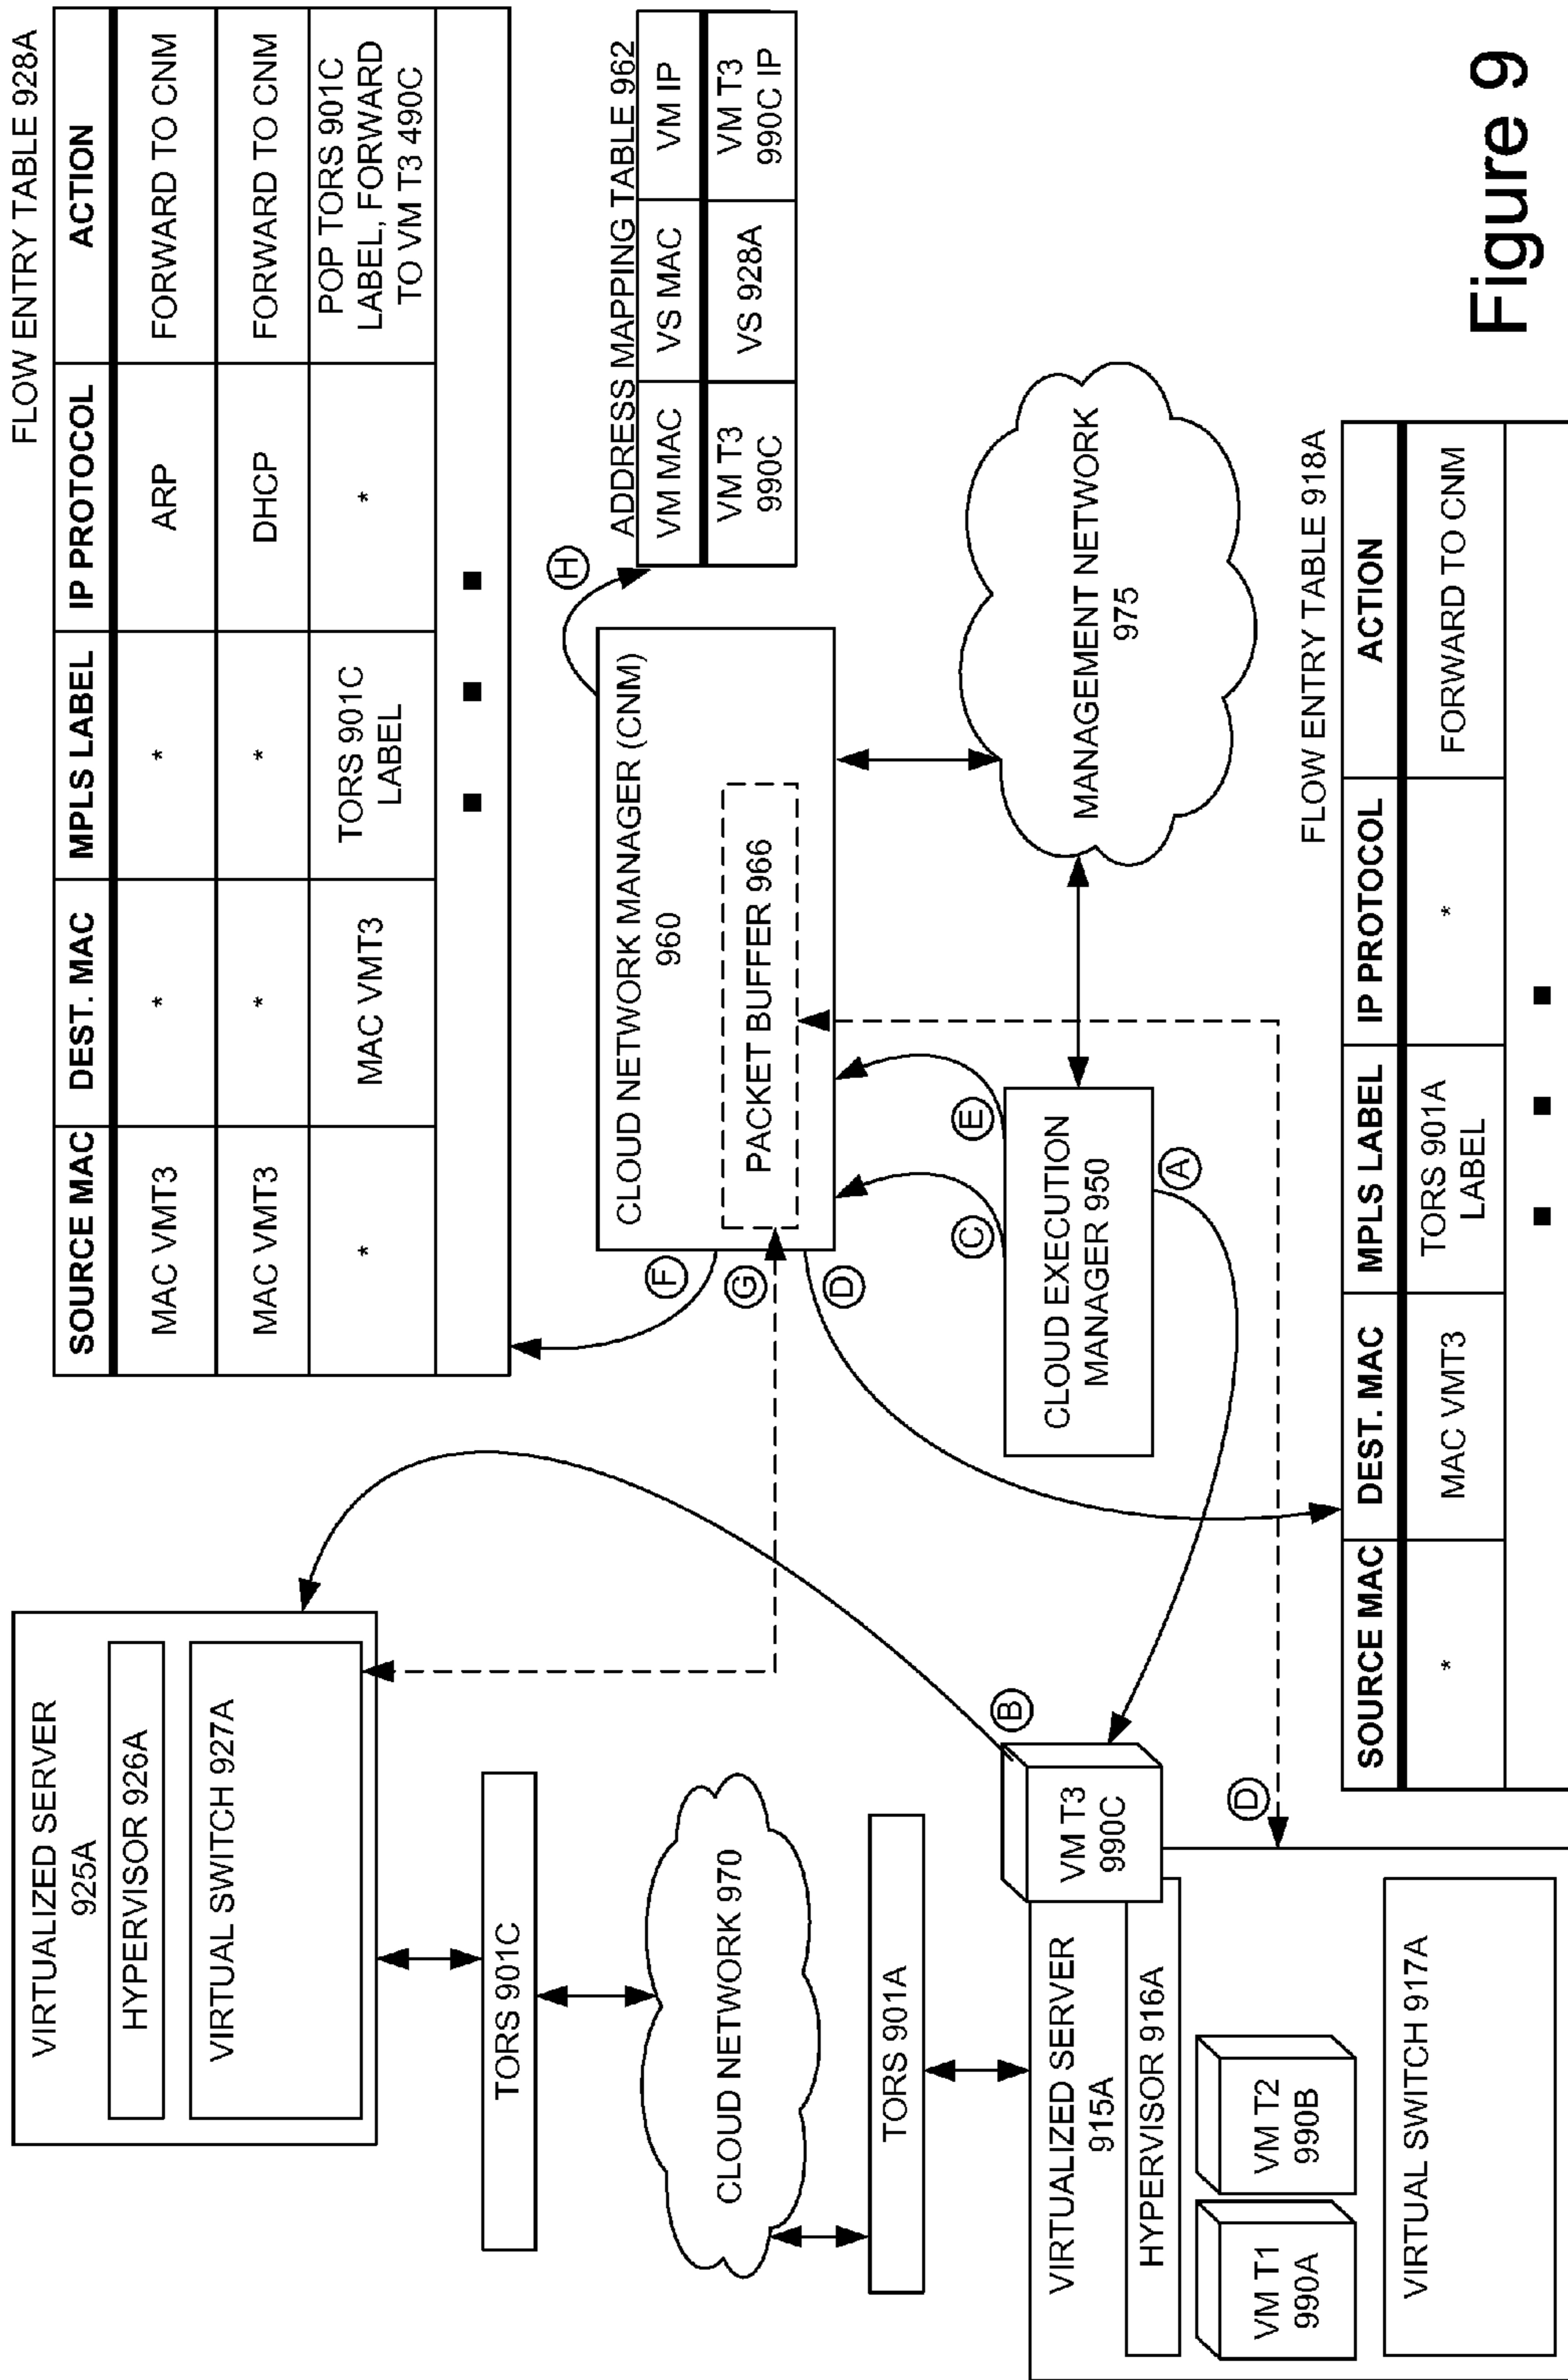 FLOW ENTRY TABLE 928A
SOURCE MAC DEST. MAC MPLS LABEL IP PROTOCOL ACTION
MAC VMT3 * * ARP FORWARD TO CNM
MAC VMT3 * * DHCP FORWARD TO CNM
* MAC VMT3 TORS 901C * POP TORS 901C
LABEL LABEL, FORWARD
TO VM T3 490C
VIRTUALIZED SERVER
925A
HYPERVISOR 926A
VIRTUAL SWITCH 927A
TORS 901C
CLOUD NETWORK 970
TORS 901A
VIRTUALIZED SERVER
915A
HYPERVISOR 916A
VM T1
990A
VM T2
990B
VM T3
990C
VIRTUAL SWITCH 917A
B
D
F
G
D
CLOUD NETWORK MANAGER (CNM)
960
PACKET BUFFER 966
H
C
E
CLOUD EXECUTION
MANAGER 950
A
ADDRESS MAPPING TABLE 962
VM MAC VS MAC VM IP
VM T3 VS 928A VM T3
990C 990C IP
MANAGEMENT NETWORK
975
FLOW ENTRY TABLE 918A
SOURCE MAC DEST. MAC MPLS LABEL IP PROTOCOL ACTION
* MAC VMT3 TORS 901A * FORWARD TO CNM
LABEL
Figure 9